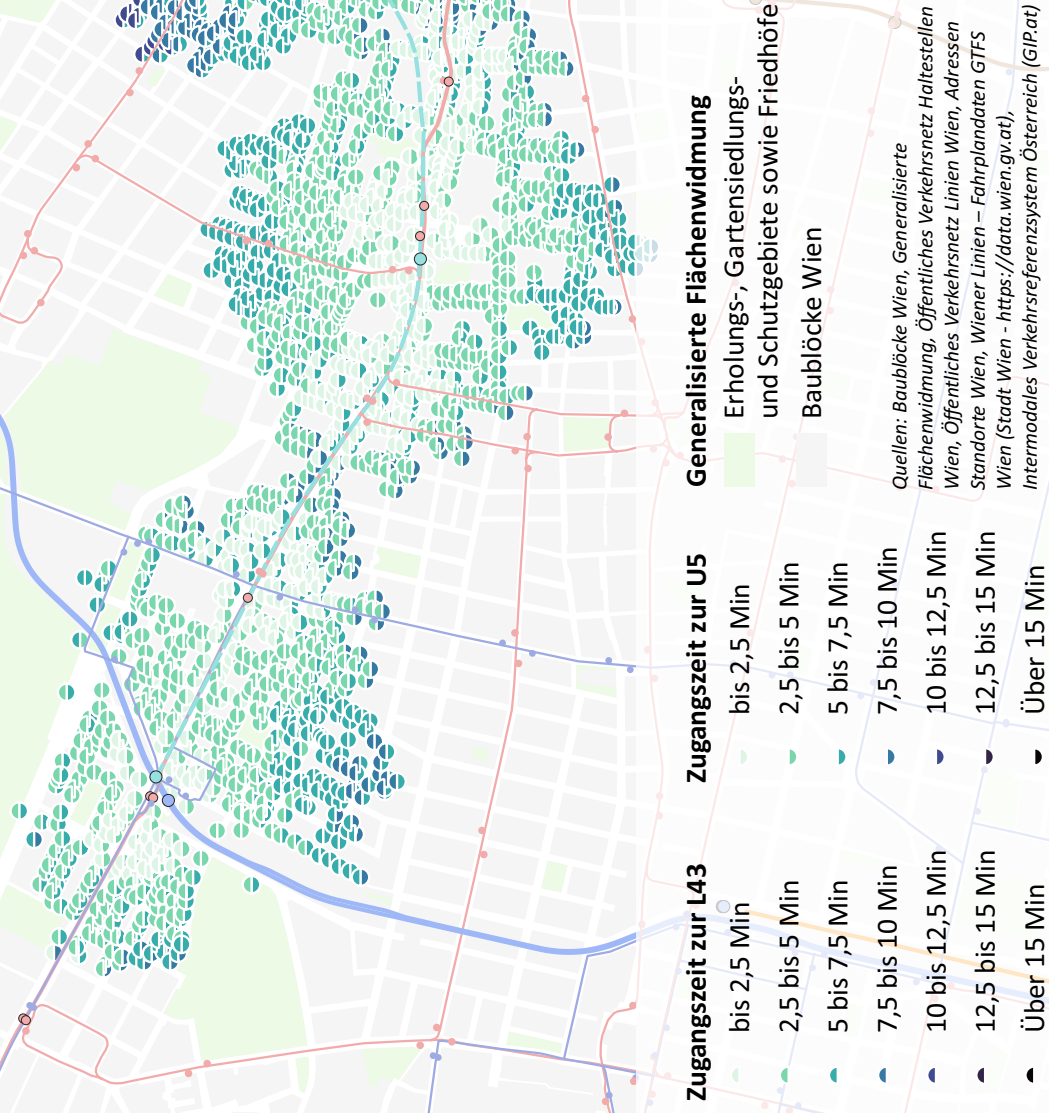 Zugangszeit zur L43
bis 2,5 Min
2,5 bis 5 Min
5 bis 7,5 Min
7,5 bis 10 Min
10 bis 12,5 Min
12,5 bis 15 Min
Über 15 Min
Zugangszeit zur U5
bis 2,5 Min
2,5 bis 5 Min
5 bis 7,5 Min
7,5 bis 10 Min
10 bis 12,5 Min
12,5 bis 15 Min
Über 15 Min
Generalisierte Flächenwidmung
Erholungs-, Gartensiedlungs-
und Schutzgebiete sowie Friedhöfe
Baublöcke Wien
Quellen: Baublöcke Wien, Generalisierte
Flächenwidmung, Öffentliches Verkehrsnetz Haltestellen
Wien, Öffentliches Verkehrsnetz Linien Wien, Adressen
Standorte Wien, Wiener Linien – Fahrplandaten GTFS
Wien (Stadt Wien - https://data.wien.gv.at),
Intermodales Verkehrsreferenzsystem Österreich (GIP.at)